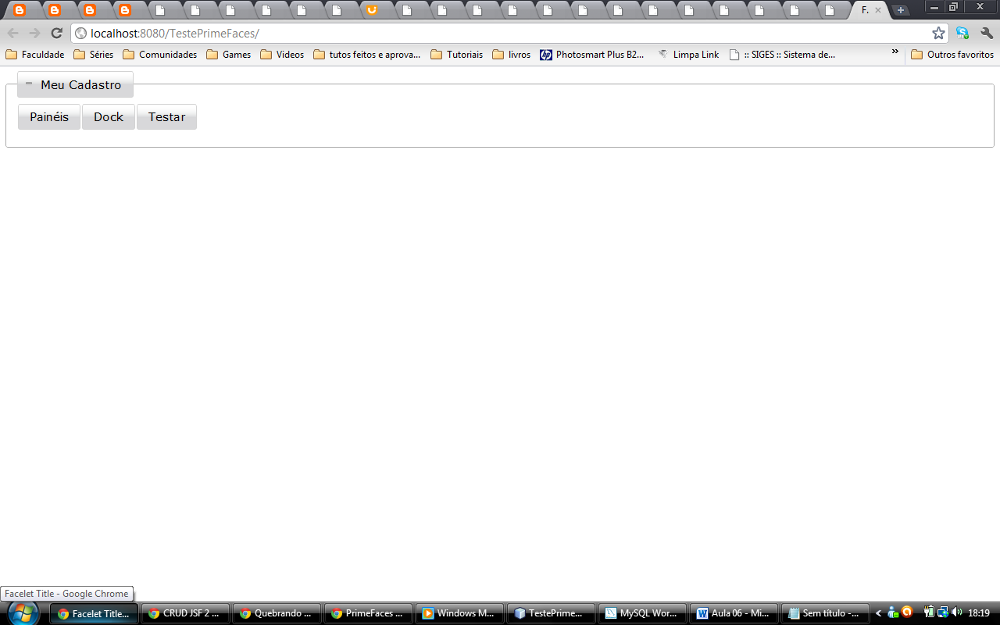 F.
localhost:8080/TestePrimeFaces/
Faculdade Séries Comunidades Games Videos tutos feitos e aprova... Tutoriais livros Photosmart Plus B2... Limpa Link :: SIGES :: Sistema de... » Outros favoritos
Meu Cadastro
Painéis Dock Testar
Facelet Title - Google Chrome
Facelet Title... CRUD JSF 2 ... Quebrando ... PrimeFaces ... Windows M... TestePrime... MySQL Wor... Aula 06 - Mi... Sem título -... 18:19